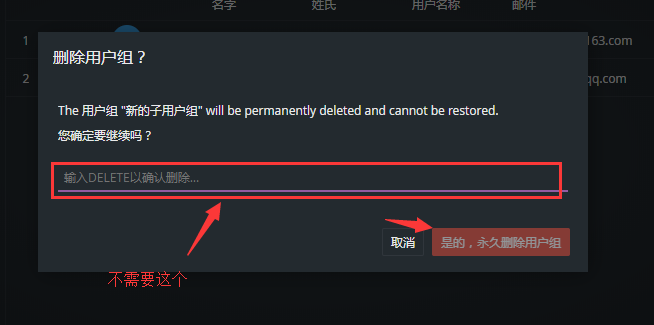 名字 姓氏 用户名称 邮件
1 163.com
2 qq.com
删除用户组？
The 用户组 "新的子用户组" will be permanently deleted and cannot be restored.
您确定要继续吗？
输入DELETE以确认删除...
取消 是的，永久删除用户组
不需要这个